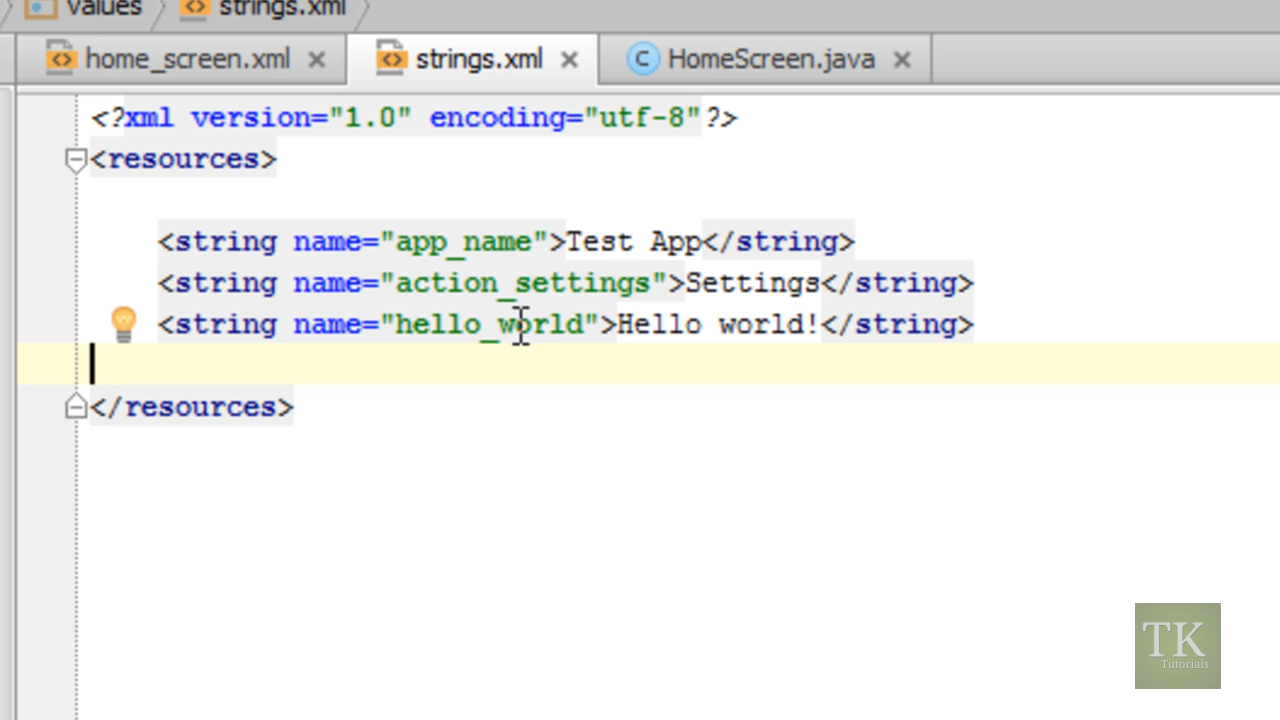 values strings.xml
home_screen.xml strings.xml HomeScreen.java
<?xml version="1.0" encoding="utf-8"?>
<resources>
<string name="app_name">Test App</string>
<string name="action_settings">Settings</string>
<string name="hello_world">Hello world!</string>
</resources>
TK
Tutorials